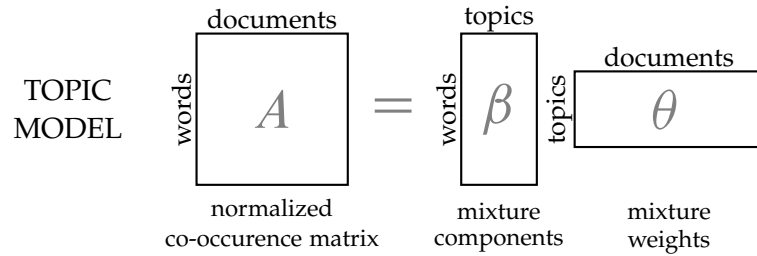 documents
topics
documents
TOPIC
MODEL
words
A
=
words
β
topics
θ
normalized
co-occurence matrix
mixture
components
mixture
weights